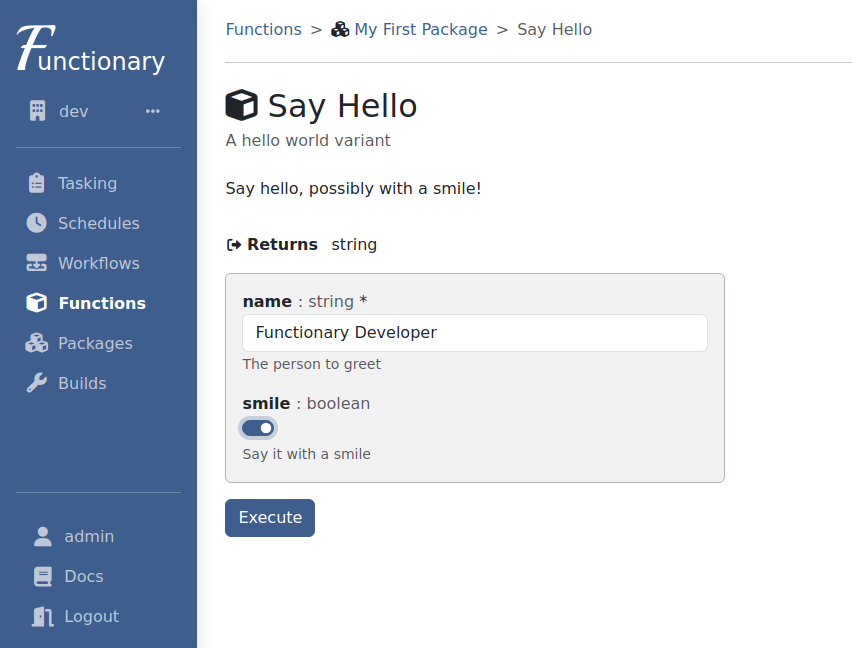 Functionary
dev ...
Tasking
Schedules
Workflows
Functions
Packages
Builds
admin
Docs
Logout
Functions > My First Package > Say Hello
Say Hello
A hello world variant
Say hello, possibly with a smile!
Returns string
name : string *
Functionary Developer
The person to greet
smile : boolean
Say it with a smile
Execute